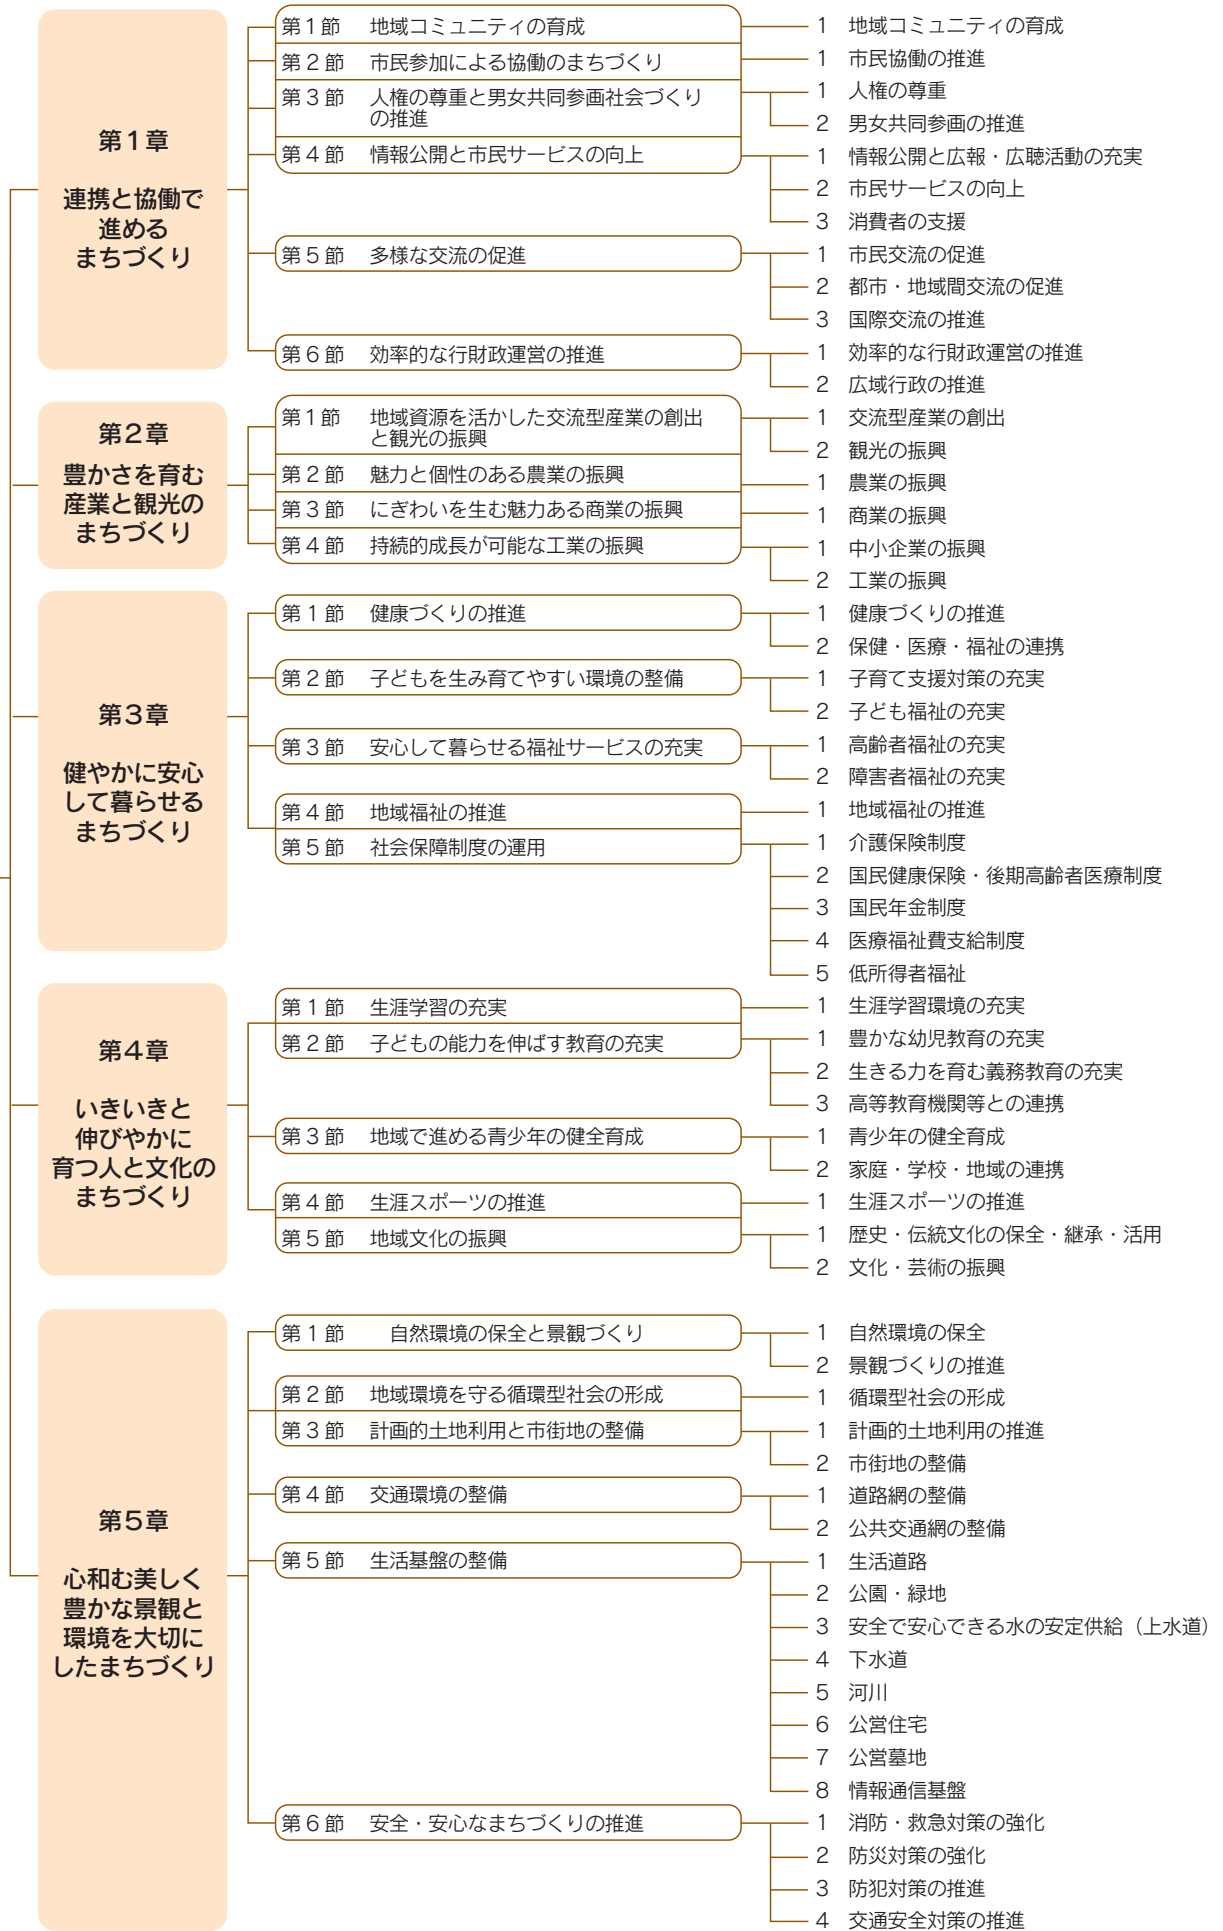 第1章
連携と協働で
進める
まちづくり
第1節 地域コミュニティの育成
1 地域コミュニティの育成
第2節 市民参加による協働のまちづくり
1 市民協働の推進
第3節 人権の尊重と男女共同参画社会づくり
の推進
1 人権の尊重
2 男女共同参画の推進
第4節 情報公開と市民サービスの向上
1 情報公開と広報・広聴活動の充実
2 市民サービスの向上
3 消費者の支援
第5節 多様な交流の促進
1 市民交流の促進
2 都市・地域間交流の促進
3 国際交流の推進
第6節 効率的な行財政運営の推進
1 効率的な行財政運営の推進
2 広域行政の推進
第2章
豊かさを育む
産業と観光の
まちづくり
第1節 地域資源を活かした交流型産業の創出
と観光の振興
1 交流型産業の創出
2 観光の振興
第2節 魅力と個性のある農業の振興
1 農業の振興
第3節 にぎわいを生む魅力ある商業の振興
1 商業の振興
第4節 持続的成長が可能な工業の振興
1 中小企業の振興
2 工業の振興
第3章
健やかに安心
して暮らせる
まちづくり
第1節 健康づくりの推進
1 健康づくりの推進
2 保健・医療・福祉の連携
第2節 子どもを生み育てやすい環境の整備
1 子育て支援対策の充実
2 子ども福祉の充実
第3節 安心して暮らせる福祉サービスの充実
1 高齢者福祉の充実
2 障害者福祉の充実
第4節 地域福祉の推進
1 地域福祉の推進
第5節 社会保障制度の運用
1 介護保険制度
2 国民健康保険・後期高齢者医療制度
3 国民年金制度
4 医療福祉費支給制度
5 低所得者福祉
第4章
いきいきと
伸びやかに
育つ人と文化の
まちづくり
第1節 生涯学習の充実
1 生涯学習環境の充実
第2節 子どもの能力を伸ばす教育の充実
1 豊かな幼児教育の充実
2 生きる力を育む義務教育の充実
3 高等教育機関等との連携
第3節 地域で進める青少年の健全育成
1 青少年の健全育成
2 家庭・学校・地域の連携
第4節 生涯スポーツの推進
1 生涯スポーツの推進
第5節 地域文化の振興
1 歴史・伝統文化の保全・継承・活用
2 文化・芸術の振興
第5章
心和む美しく
豊かな景観と
環境を大切に
したまちづくり
第1節 自然環境の保全と景観づくり
1 自然環境の保全
2 景観づくりの推進
第2節 地域環境を守る循環型社会の形成
1 循環型社会の形成
第3節 計画的土地利用と市街地の整備
1 計画的土地利用の推進
2 市街地の整備
第4節 交通環境の整備
1 道路網の整備
2 公共交通網の整備
第5節 生活基盤の整備
1 生活道路
2 公園・緑地
3 安全で安心できる水の安定供給（上水道）
4 下水道
5 河川
6 公営住宅
7 公営墓地
8 情報通信基盤
第6節 安全・安心なまちづくりの推進
1 消防・救急対策の強化
2 防災対策の強化
3 防犯対策の推進
4 交通安全対策の推進